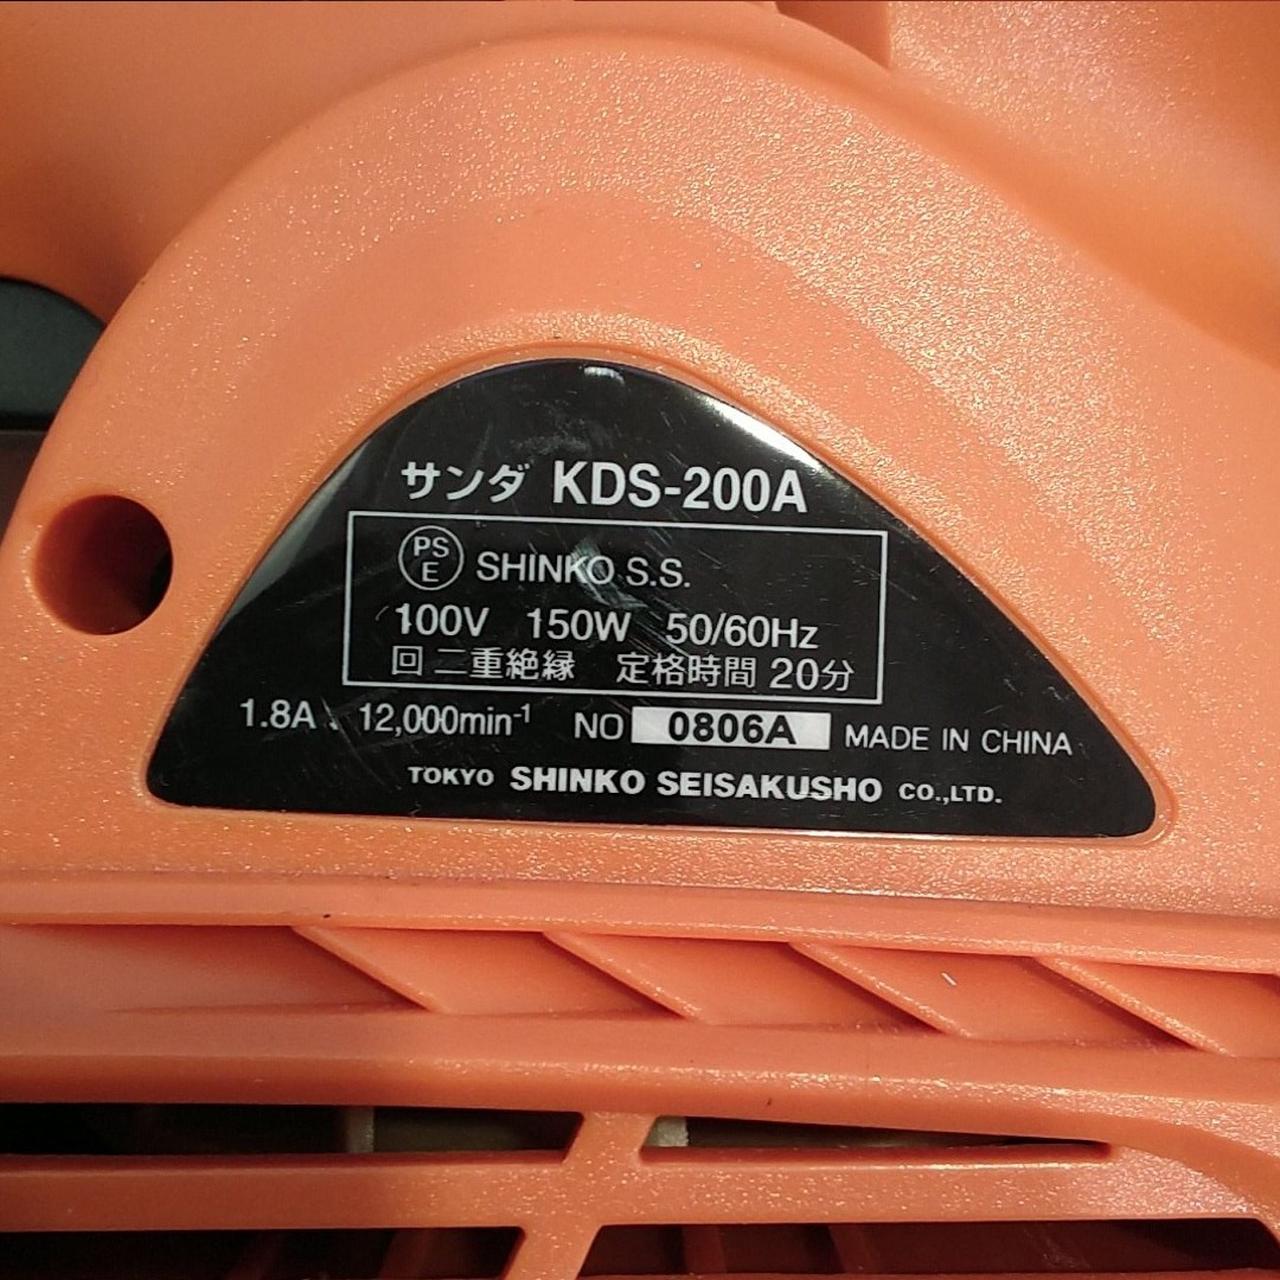 サンダ KDS-200A
PS E SHINKO S.S.
100V 150W 50/60Hz
回 二重絶縁 定格時間 20分
1.8A 12,000min⁻¹ NO 0806A MADE IN CHINA
TOKYO SHINKO SEISAKUSHO CO.,LTD.